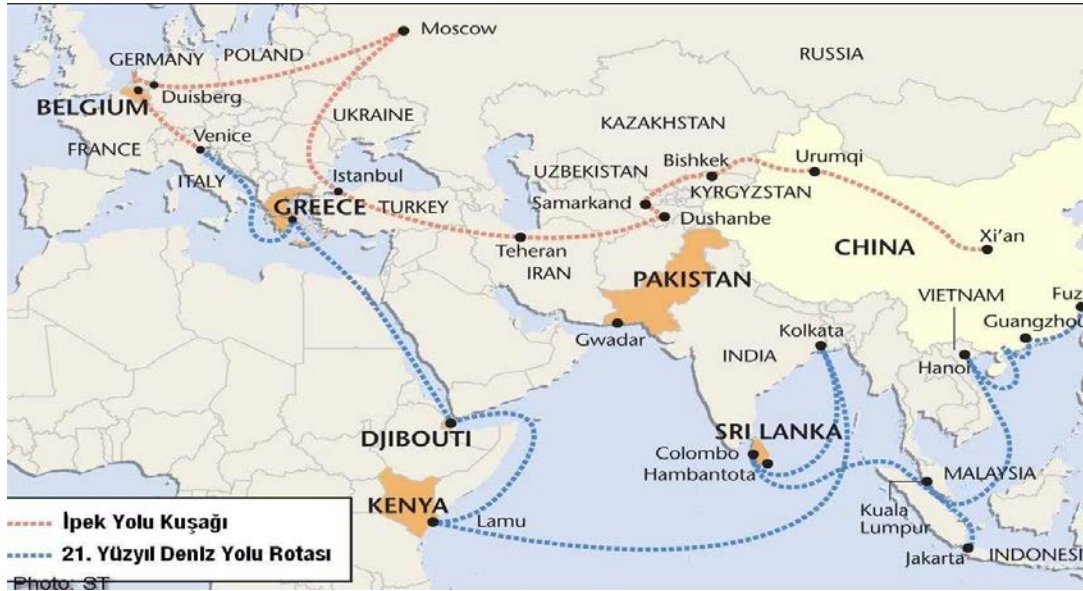 Moscow
RUSSIA
GERMANY
POLAND
BELGIUM
Duisberg
UKRAINE
KAZAKHSTAN
Venice
FRANCE
ITALY
Istanbul
GREECE
TURKEY
UZBEKISTAN
Bishkek
Urumqi
KYRGYZSTAN
Samarkand
Dushanbe
Teheran
IRAN
CHINA
Xi'an
PAKISTAN
Gwadar
Kolkata
INDIA
VIETNAM
Fuz
Guangzhou
Hanoi
DJIBOUTI
SRI LANKA
Colombo
Hambantota
MALAYSIA
Kuala
Lumpur
KENYA
Lamu
Jakarta
INDONESI
İpek Yolu Kuşağı
21. Yüzyıl Deniz Yolu Rotası
Photo: ST